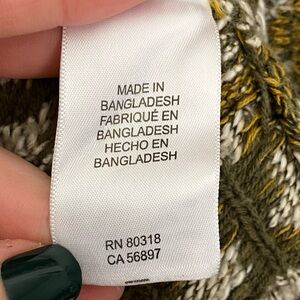 MADE IN
BANGLADESH
FABRIQUÉ EN
BANGLADESH
HECHO EN
BANGLADESH
RN 80318
CA 56897